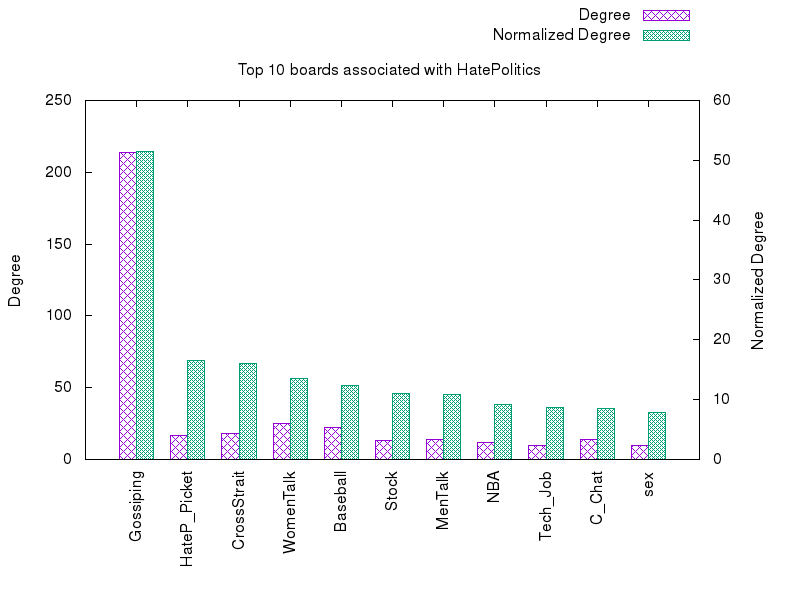 Degree
Normalized Degree
Top 10 boards associated with HatePolitics
250
200
150
100
50
0
60
50
40
30
20
10
0
Degree
Normalized Degree
Gossiping
HateP_Picket
CrossStrait
WomenTalk
Baseball
Stock
MenTalk
NBA
Tech_Job
C_Chat
sex